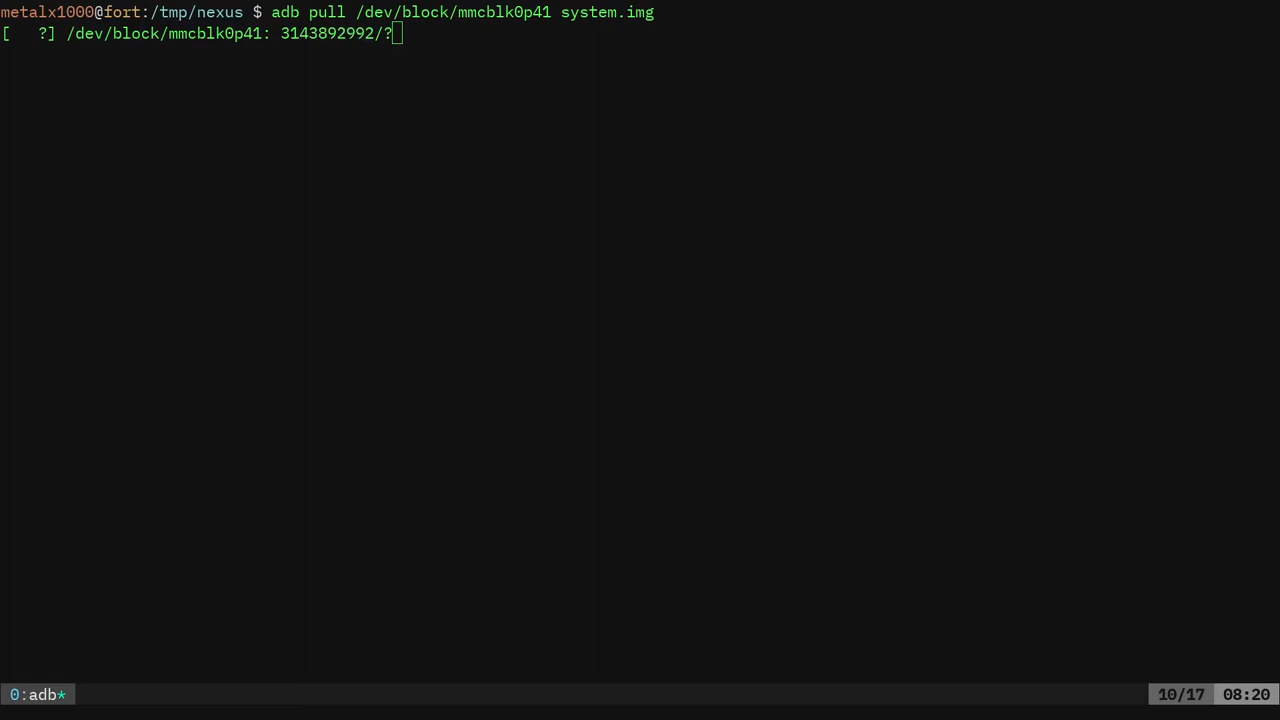 metalx1000@fort:/tmp/nexus $ adb pull /dev/block/mmcblk0p41 system.img
[   ?] /dev/block/mmcblk0p41: 3143892992/?
0:adb* 10/17 08:20